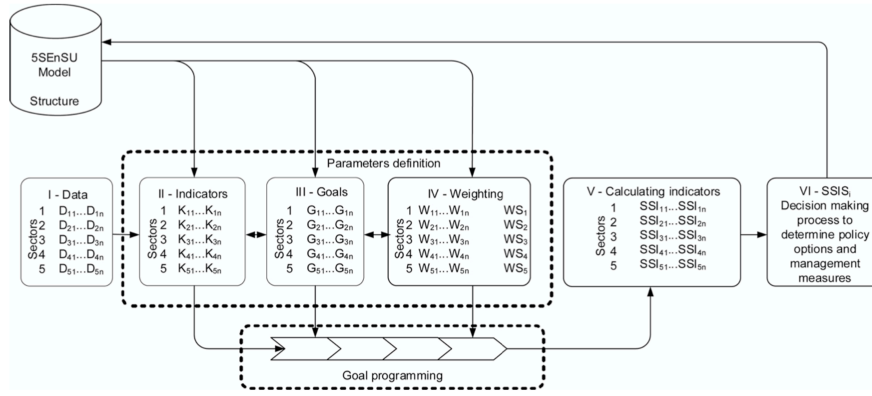 5SEnSU
Model
Structure
Parameters definition
I - Data
Sectors
1 D₁₁...D₁ₙ
2 D₂₁...D₂ₙ
3 D₃₁...D₃ₙ
4 D₄₁...D₄ₙ
5 D₅₁...D₅ₙ
II - Indicators
Sectors
1 K₁₁...K₁ₙ
2 K₂₁...K₂ₙ
3 K₃₁...K₃ₙ
4 K₄₁...K₄ₙ
5 K₅₁...K₅ₙ
III - Goals
Sectors
1 G₁₁...G₁ₙ
2 G₂₁...G₂ₙ
3 G₃₁...G₃ₙ
4 G₄₁...G₄ₙ
5 G₅₁...G₅ₙ
IV - Weighting
Sectors
1 W₁₁...W₁ₙ WS₁
2 W₂₁...W₂ₙ WS₂
3 W₃₁...W₃ₙ WS₃
4 W₄₁...W₄ₙ WS₄
5 W₅₁...W₅ₙ WS₅
V - Calculating indicators
Sectors
1 SSI₁₁...SSI₁ₙ
2 SSI₂₁...SSI₂ₙ
3 SSI₃₁...SSI₃ₙ
4 SSI₄₁...SSI₄ₙ
5 SSI₅₁...SSI₅ₙ
VI - SSISᵢ
Decision making
process to
determine policy
options and
management
measures
Goal programming